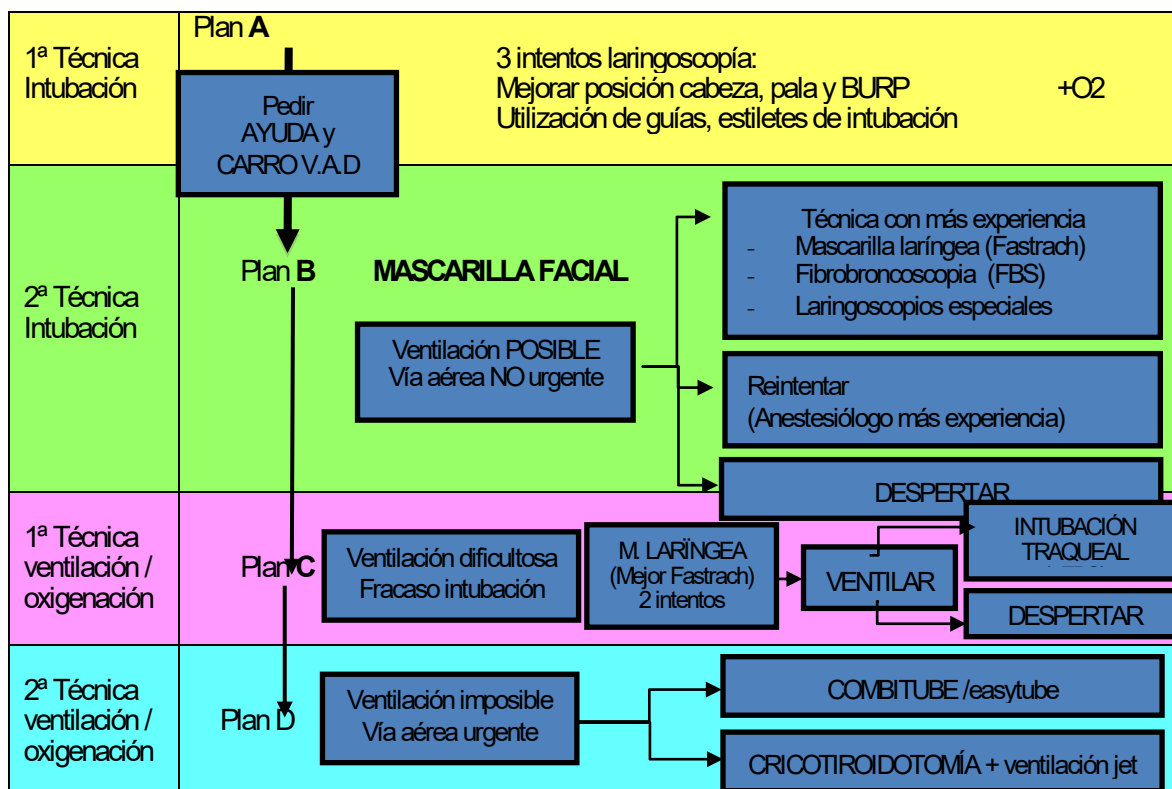 1ª Técnica
Intubación
Plan A
3 intentos laringoscopía:
Mejorar posición cabeza, pala y BURP +O2
Utilización de guías, estiletes de intubación
Pedir
AYUDA y
CARRO V.A.D
2ª Técnica
Intubación
Plan B
MASCARILLA FACIAL
Ventilación POSIBLE
Vía aérea NO urgente
Técnica con más experiencia
- Mascarilla laríngea (Fastrach)
- Fibrobroncoscopia (FBS)
- Laringoscopios especiales
Reintentar
(Anestesiólogo más experiencia)
DESPERTAR
1ª Técnica
ventilación /
oxigenación
Plan C
Ventilación dificultosa
Fracaso intubación
M. LARÏNGEA
(Mejor Fastrach)
2 intentos
VENTILAR
INTUBACIÓN
TRAQUEAL
DESPERTAR
2ª Técnica
ventilación /
oxigenación
Plan D
Ventilación imposible
Vía aérea urgente
COMBITUBE /easytube
CRICOTIROIDOTOMÍA + ventilación jet